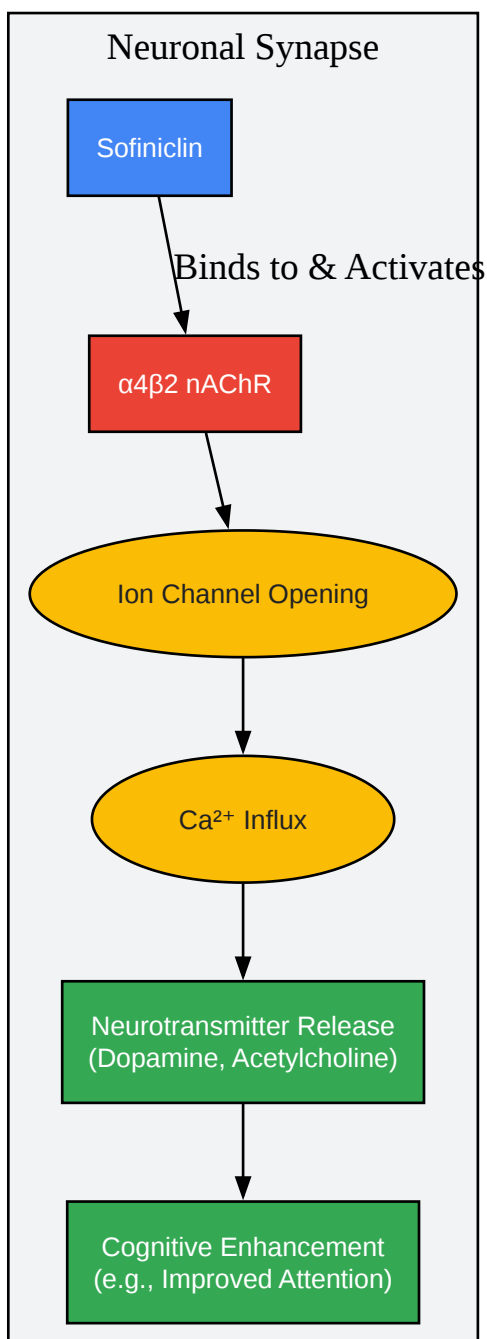 Neuronal Synapse
Sofiniclin
Binds to & Activates
α4β2 nAChR
Ion Channel Opening
Ca²⁺ Influx
Neurotransmitter Release
(Dopamine, Acetylcholine)
Cognitive Enhancement
(e.g., Improved Attention)